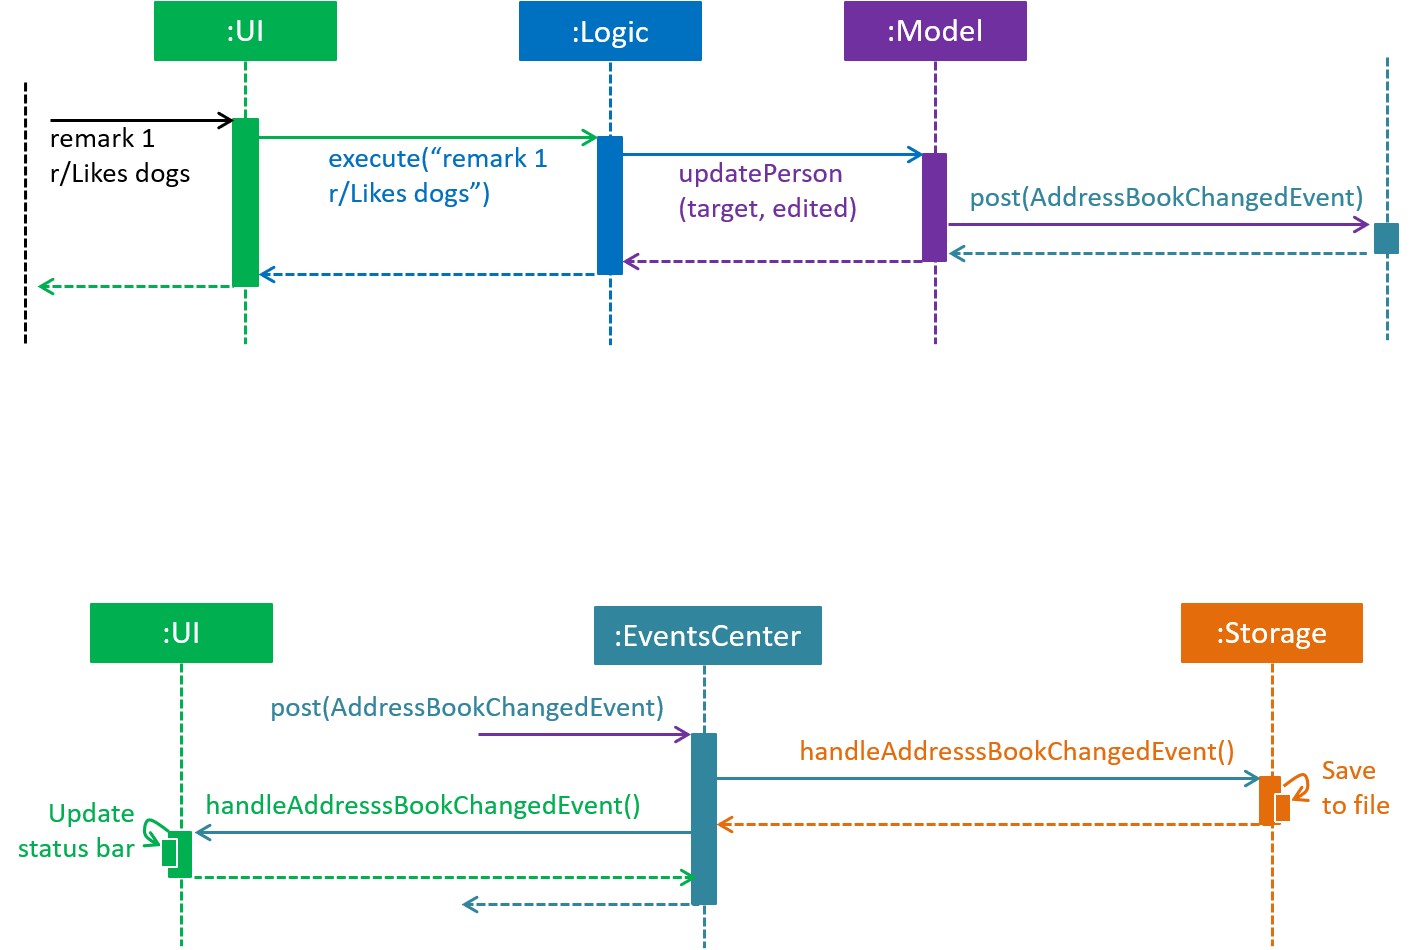 :UI
:Logic
:Model
remark 1
r/Likes dogs
execute(“remark 1
r/Likes dogs”)
updatePerson
(target, edited)
post(AddressBookChangedEvent)
:UI
:EventsCenter
:Storage
post(AddressBookChangedEvent)
handleAddresssBookChangedEvent()
Save
to file
handleAddresssBookChangedEvent()
Update
status bar